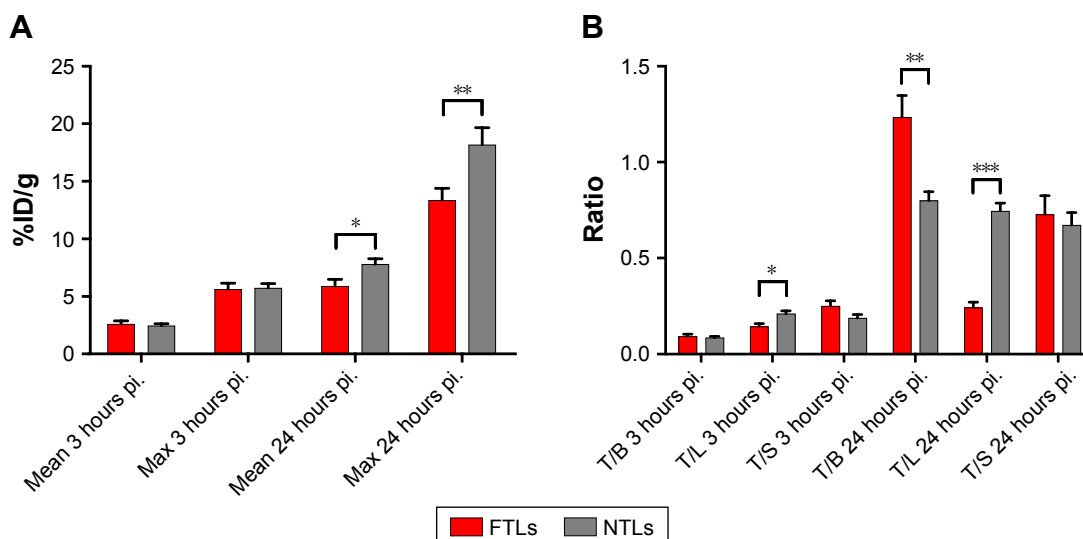 A
25
20
15
10
5
0
%ID/g
*
**
Mean 3 hours pi.
Max 3 hours pi.
Mean 24 hours pi.
Max 24 hours pi.
B
1.5
1.0
0.5
0.0
Ratio
*
**
***
T/B 3 hours pi.
T/L 3 hours pi.
T/S 3 hours pi.
T/B 24 hours pi.
T/L 24 hours pi.
T/S 24 hours pi.
FTLs NTLs